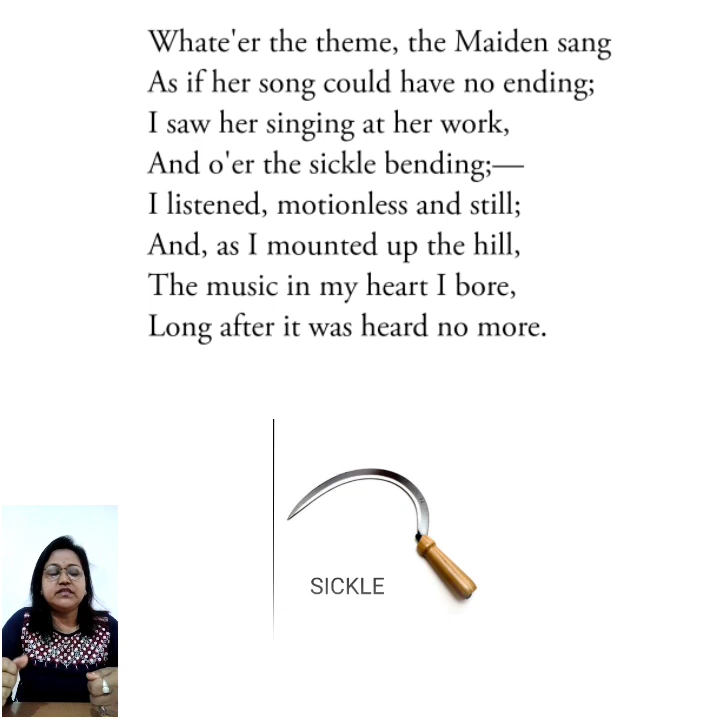 Whate'er the theme, the Maiden sang
As if her song could have no ending;
I saw her singing at her work,
And o'er the sickle bending;—
I listened, motionless and still;
And, as I mounted up the hill,
The music in my heart I bore,
Long after it was heard no more.
SICKLE